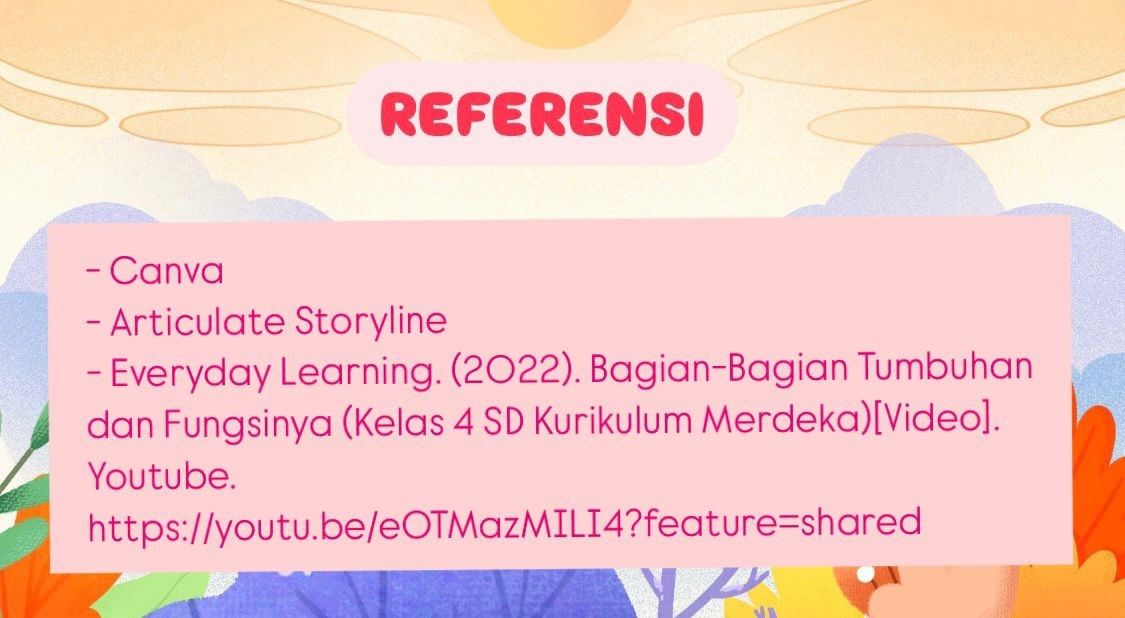 REFERENSI
- Canva
- Articulate Storyline
- Everyday Learning. (2022). Bagian-Bagian Tumbuhan
dan Fungsinya (Kelas 4 SD Kurikulum Merdeka)[Video].
Youtube.
https://youtu.be/eOTMazMILI4?feature=shared